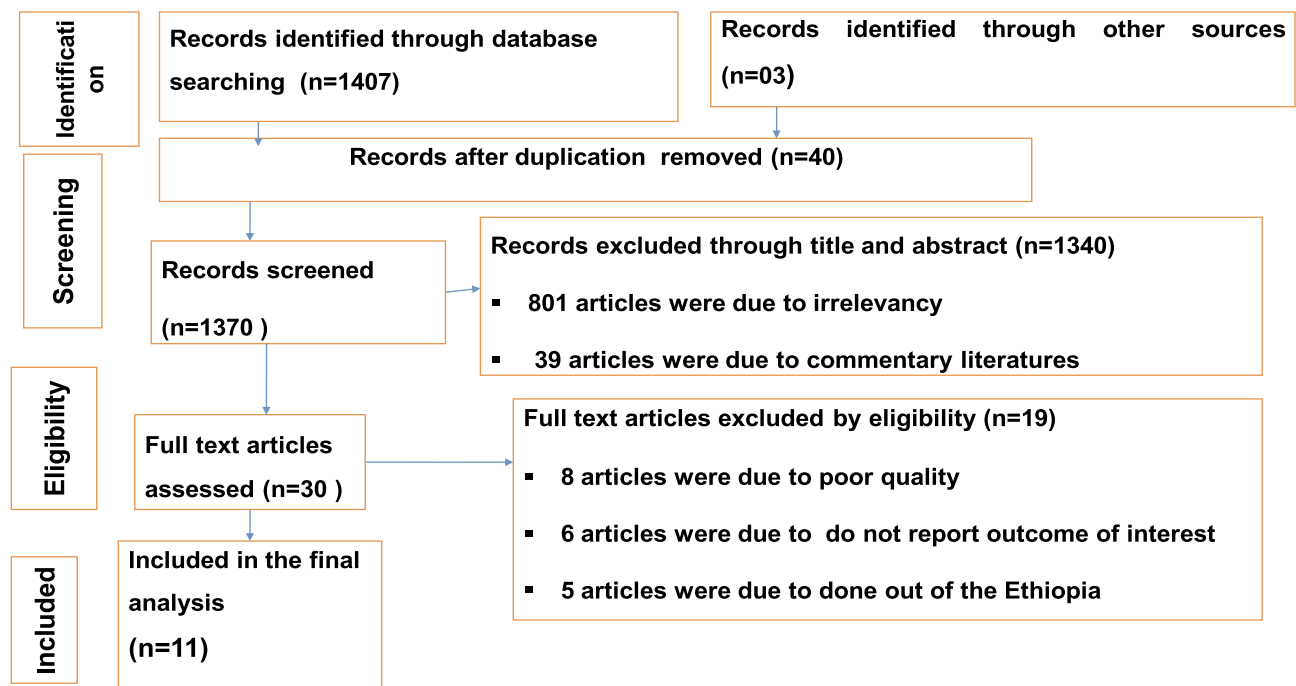 Identificati
on
Records identified through database
searching (n=1407)
Records identified through other sources
(n=03)
Records after duplication removed (n=40)
Screening
Records screened
(n=1370 )
Records excluded through title and abstract (n=1340)
▪ 801 articles were due to irrelevancy
▪ 39 articles were due to commentary literatures
Eligibility
Full text articles
assessed (n=30 )
Full text articles excluded by eligibility (n=19)
▪ 8 articles were due to poor quality
▪ 6 articles were due to do not report outcome of interest
▪ 5 articles were due to done out of the Ethiopia
Included
Included in the final
analysis
(n=11)